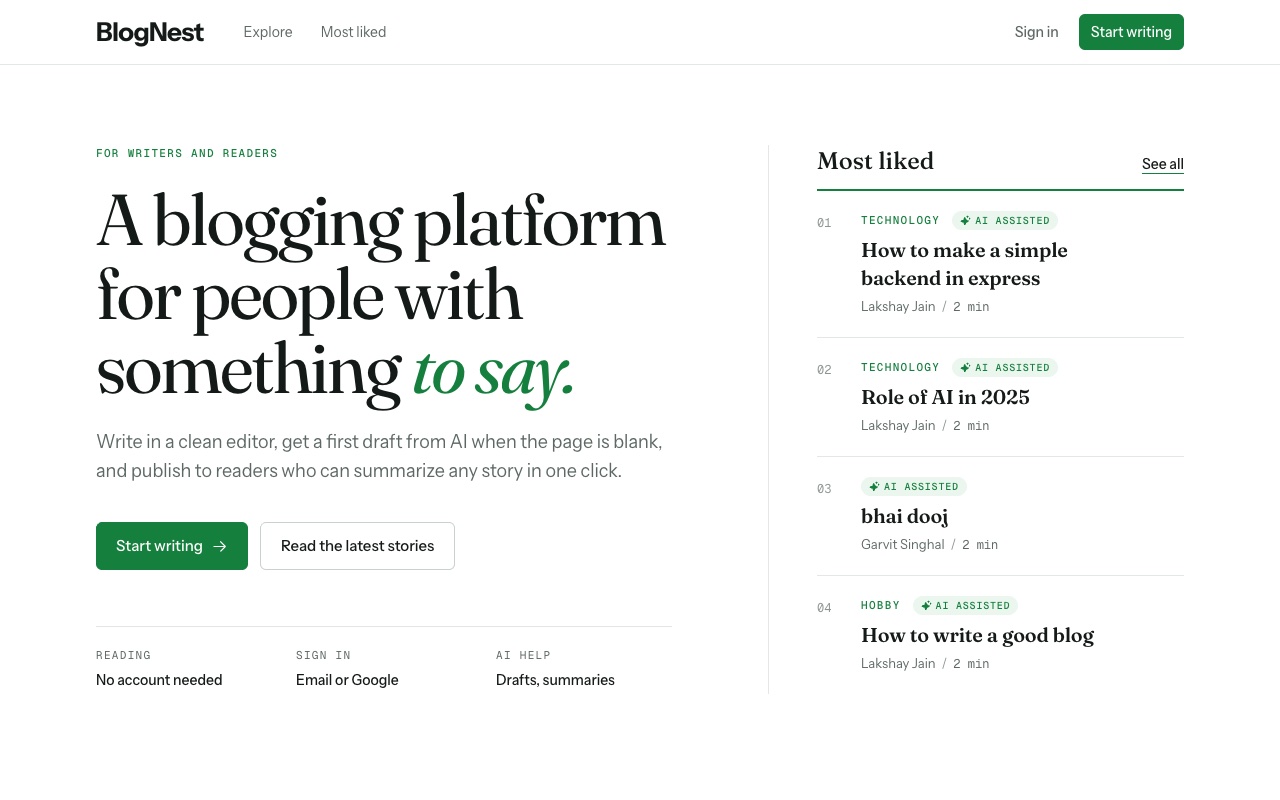 BlogNest
Explore
Most liked
Sign in
Start writing
FOR WRITERS AND READERS
A blogging platform
for people with
something to say.
Write in a clean editor, get a first draft from AI when the page is blank,
and publish to readers who can summarize any story in one click.
Start writing →
Read the latest stories
READING
No account needed
SIGN IN
Email or Google
AI HELP
Drafts, summaries
Most liked
See all
01
TECHNOLOGY
AI ASSISTED
How to make a simple
backend in express
Lakshay Jain / 2 min
02
TECHNOLOGY
AI ASSISTED
Role of AI in 2025
Lakshay Jain / 2 min
03
AI ASSISTED
bhai dooj
Garvit Singhal / 2 min
04
HOBBY
AI ASSISTED
How to write a good blog
Lakshay Jain / 2 min